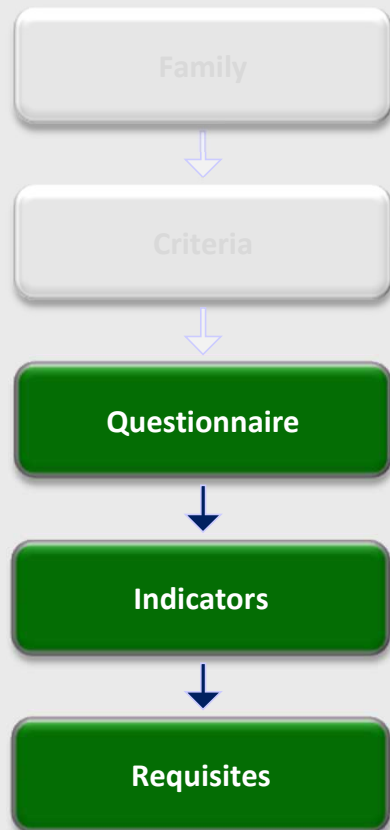 Family
Criteria
Questionnaire
Indicators
Requisites